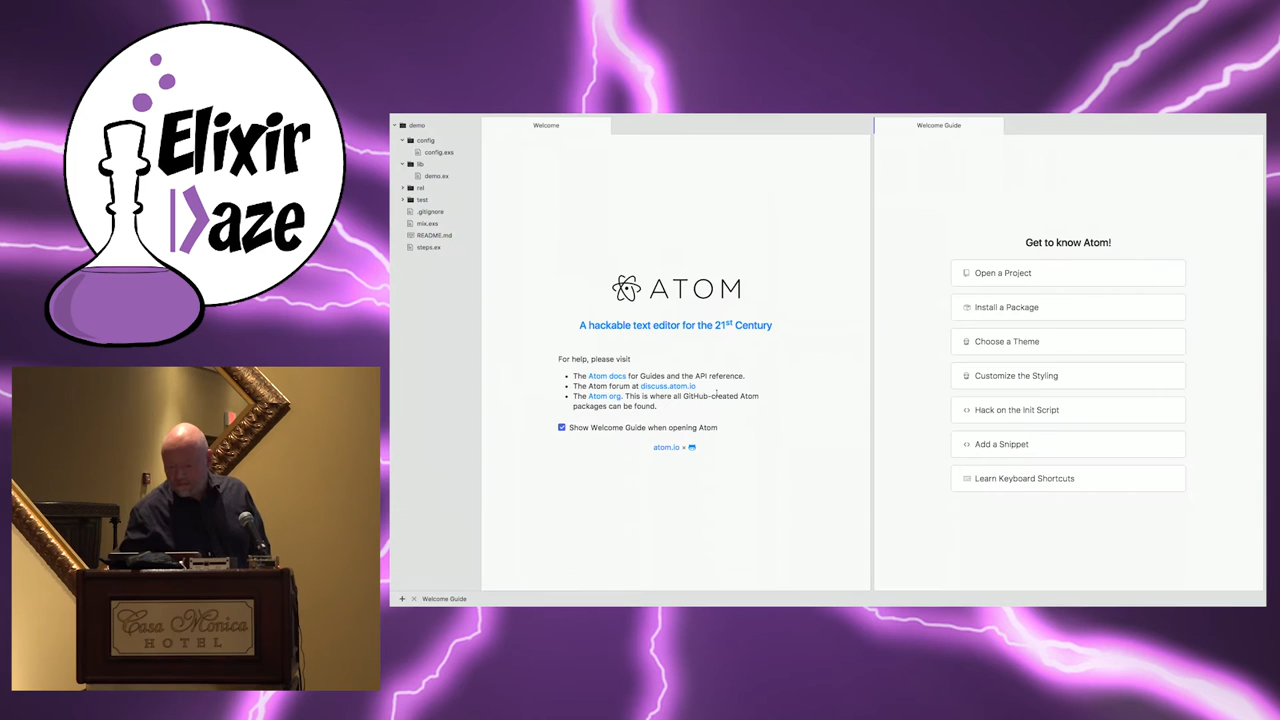 Elixir
Daze
demo
config
config.exs
lib
demo.ex
rel
test
.gitignore
mix.exs
README.md
steps.ex
Welcome
ATOM
A hackable text editor for the 21st Century
For help, please visit
• The Atom docs for Guides and the API reference.
• The Atom forum at discuss.atom.io
• The Atom org. This is where all GitHub-created Atom
packages can be found.
Show Welcome Guide when opening Atom
atom.io ×
Welcome Guide
Get to know Atom!
Open a Project
Install a Package
Choose a Theme
Customize the Styling
Hack on the Init Script
Add a Snippet
Learn Keyboard Shortcuts
+ × Welcome Guide
Casa Monica
HOTEL